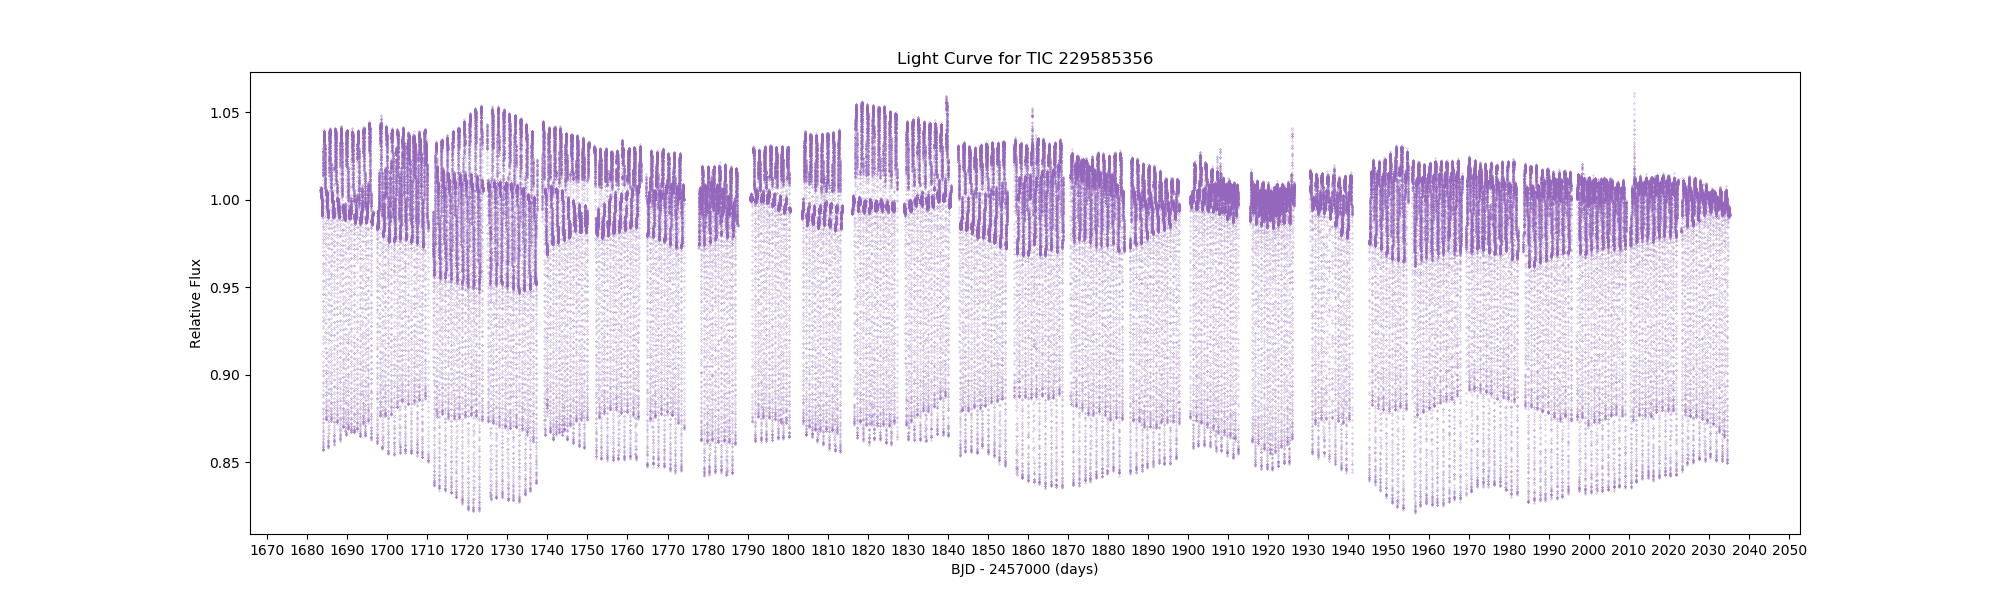 Light Curve for TIC 229585356
Relative Flux
1.05
1.00
0.95
0.90
0.85
1670 1680 1690 1700 1710 1720 1730 1740 1750 1760 1770 1780 1790 1800 1810 1820 1830 1840 1850 1860 1870 1880 1890 1900 1910 1920 1930 1940 1950 1960 1970 1980 1990 2000 2010 2020 2030 2040 2050
BJD - 2457000 (days)